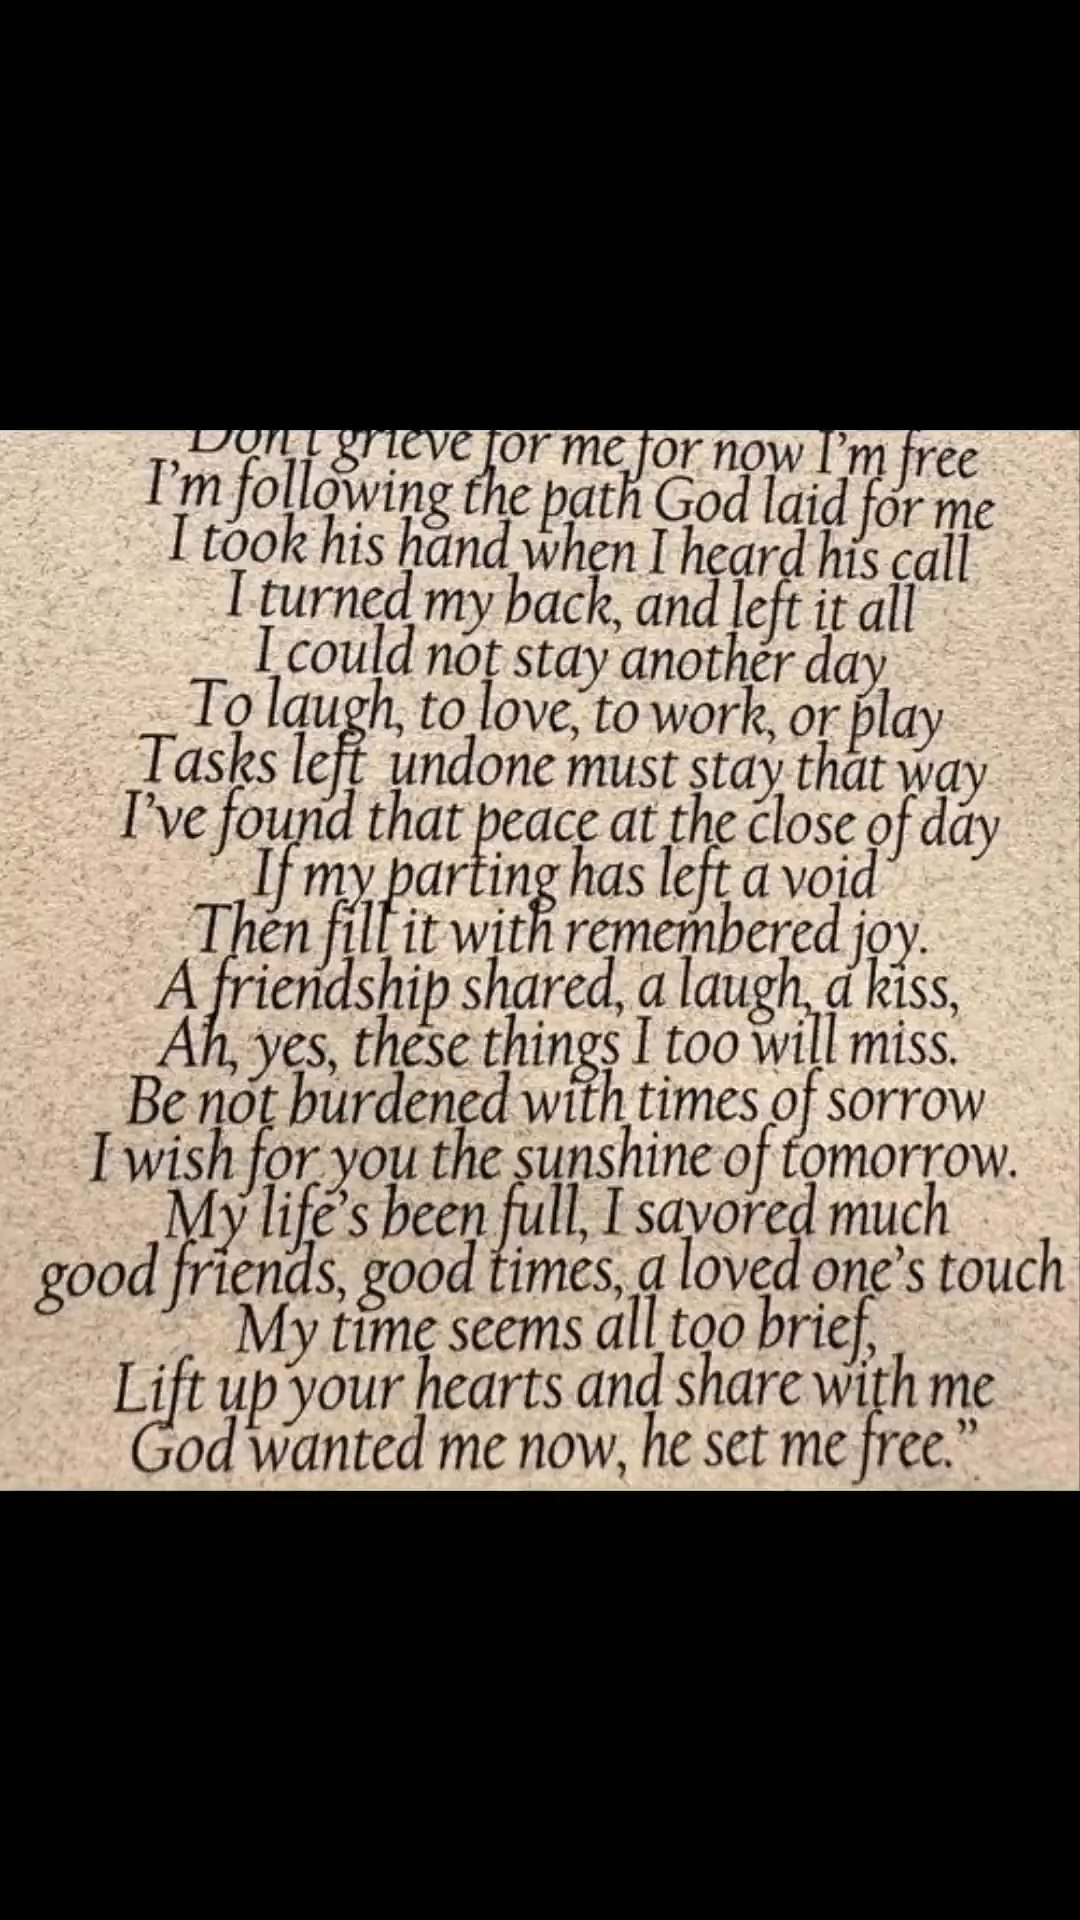 Don't grieve for me for now I'm free
I'm following the path God laid for me
I took his hand when I heard his call
I turned my back, and left it all
I could not stay another day
To laugh, to love, to work, or play
Tasks left undone must stay that way
I've found that peace at the close of day
If my parting has left a void
Then fill it with remembered joy.
A friendship shared, a laugh, a kiss,
Ah, yes, these things I too will miss.
Be not burdened with times of sorrow
I wish for you the sunshine of tomorrow.
My life's been full, I savored much
good friends, good times, a loved one's touch
My time seems all too brief,
Lift up your hearts and share with me
God wanted me now, he set me free.”